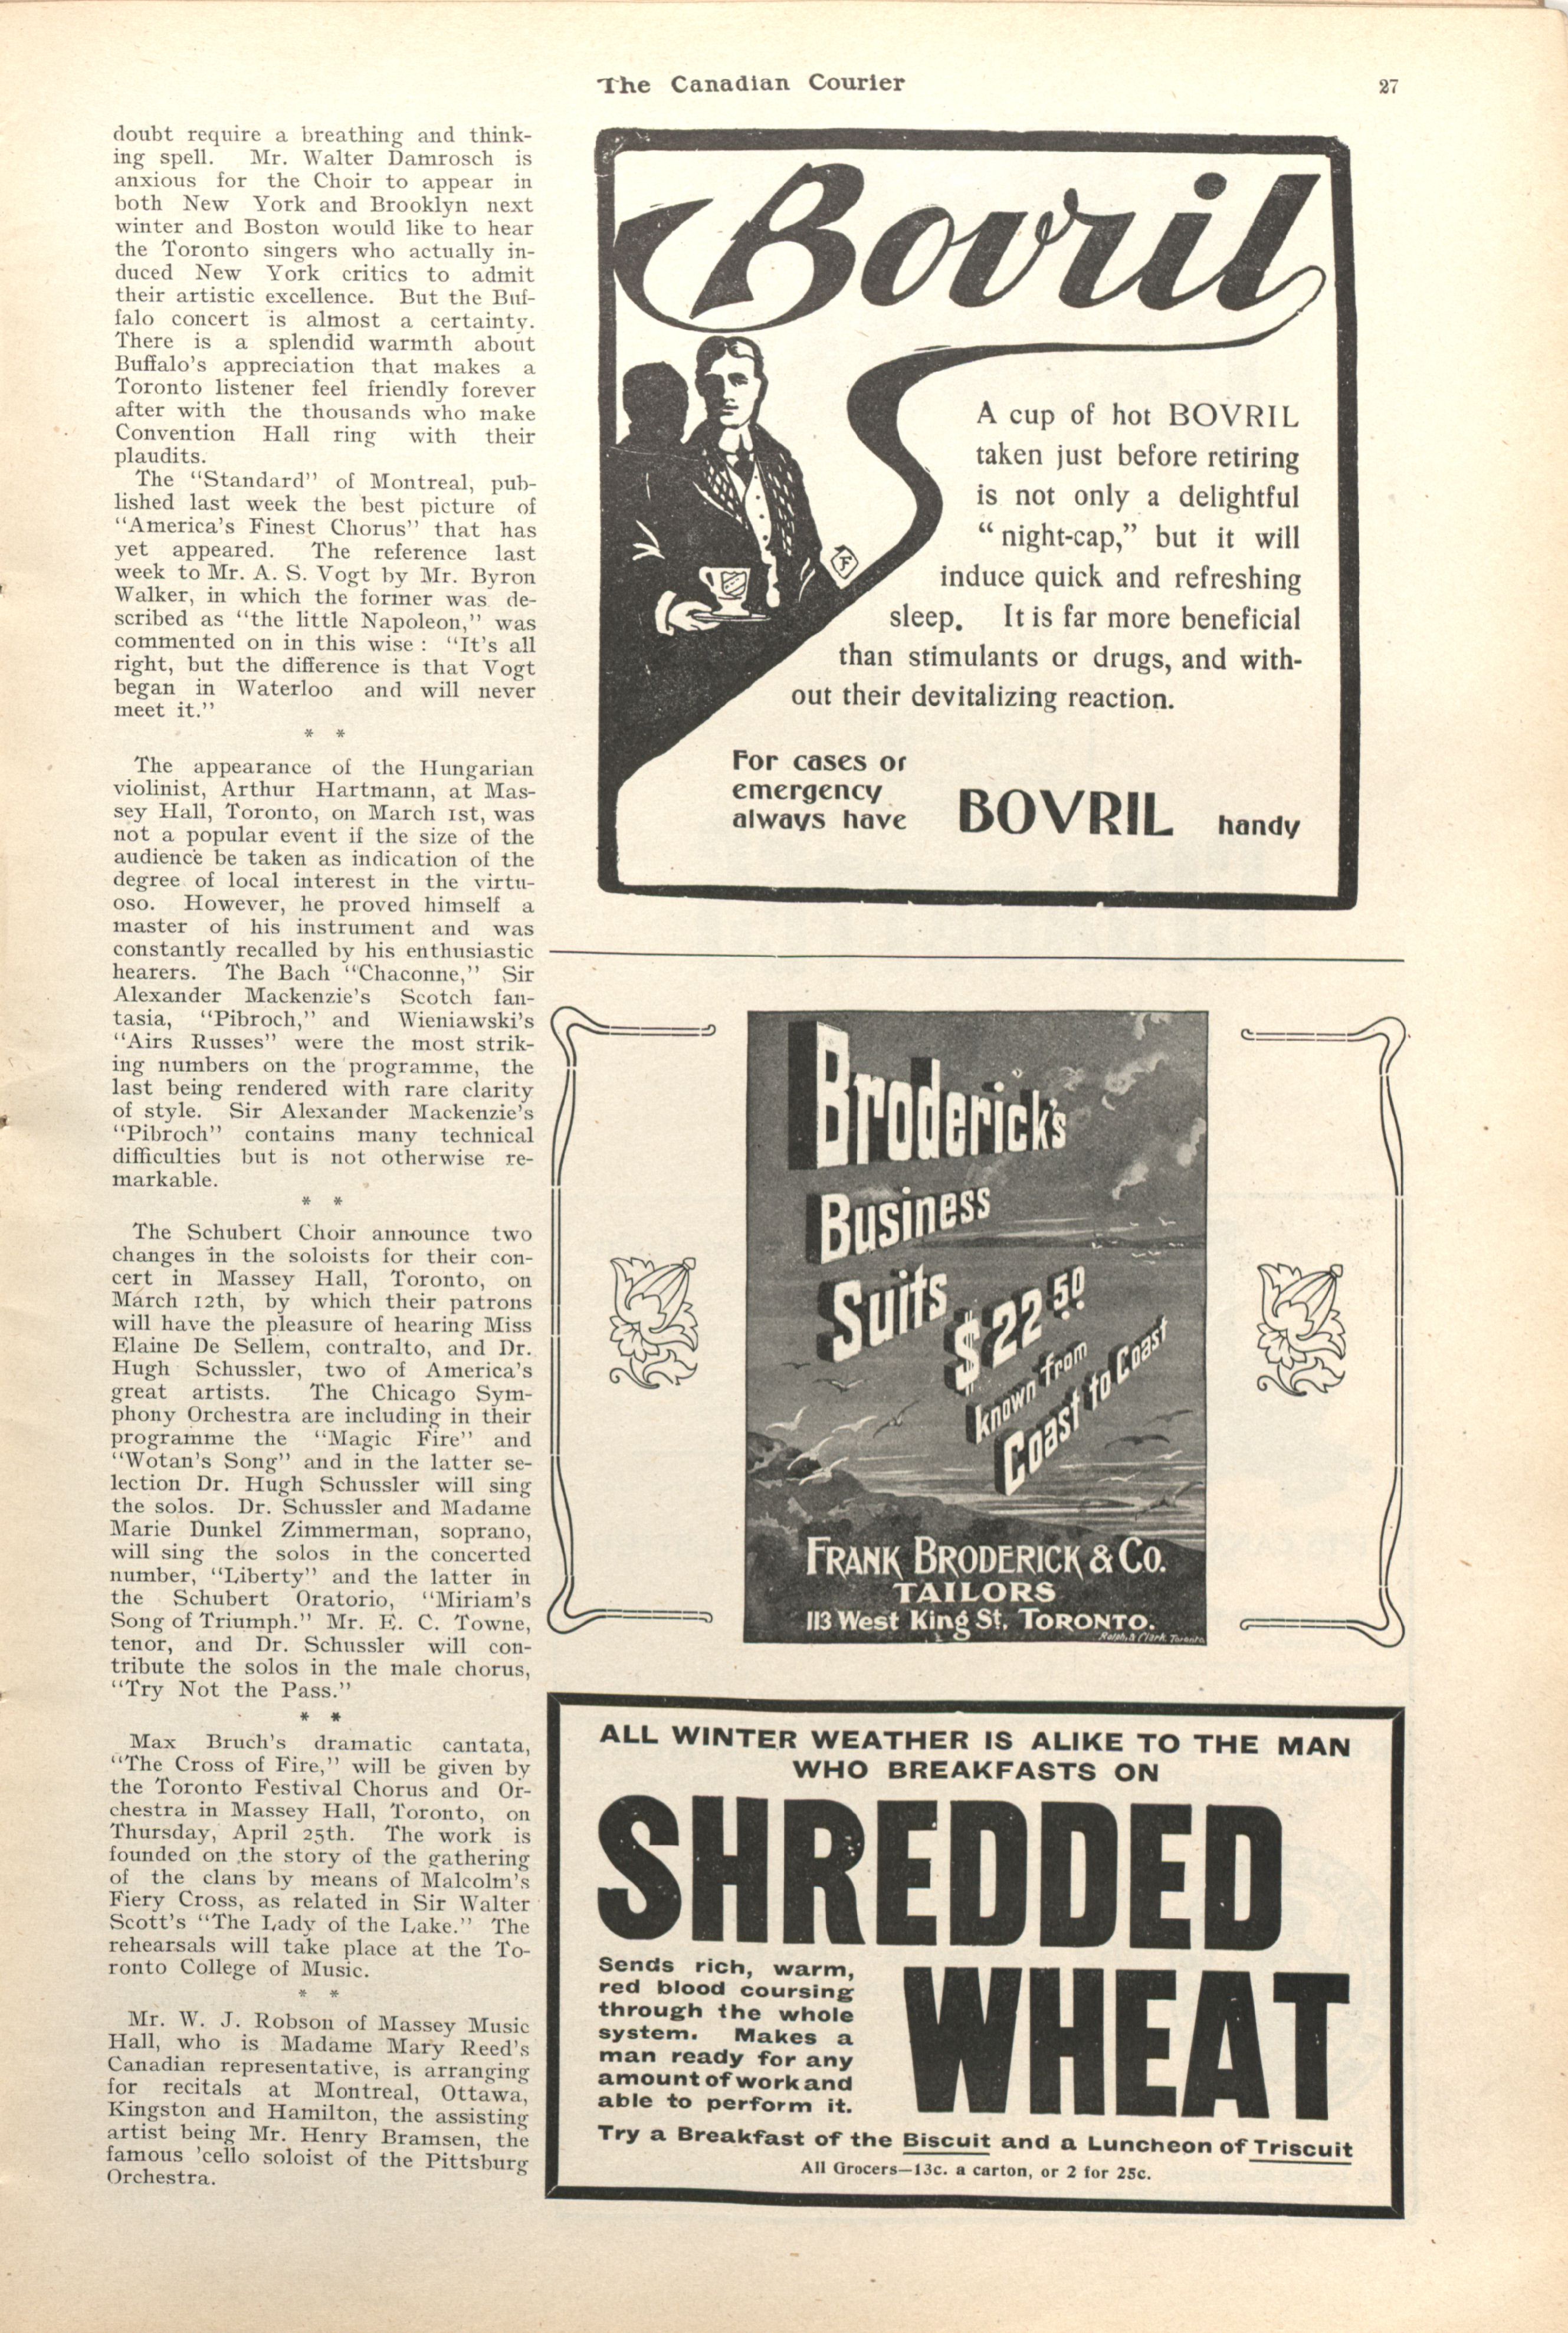 The Canadian Courier
27
doubt require a breathing and think-
ing spell. Mr. Walter Damrosch is
anxious for the Choir to appear in
both New York and Brooklyn next
winter and Boston would like to hear
the Toronto singers who actually in-
duced New York critics to admit
their artistic excellence. But the Buf-
falo concert is almost a certainty.
There is a splendid warmth about
Buffalo's appreciation that makes a
Toronto listener feel friendly forever
after with the thousands who make
Convention Hall ring with their
plaudits.
The "Standard" of Montreal, pub-
lished last week the best picture of
"America's Finest Chorus" that has
yet appeared. The reference last
week to Mr. A. S. Vogt by Mr. Byron
Walker, in which the former was de-
scribed as "the little Napoleon," was
commented on in this wise: "It's all
right, but the difference is that Vogt
began in Waterloo and will never
meet it."
* *
The appearance of the Hungarian
violinist, Arthur Hartmann, at Mas-
sey Hall, Toronto, on March 1st, was
not a popular event if the size of the
audience be taken as indication of the
degree of local interest in the virtu-
oso. However, he proved himself a
master of his instrument and was
constantly recalled by his enthusiastic
hearers. The Bach "Chaconne," Sir
Alexander Mackenzie's Scotch fan-
tasia, "Pibroch," and Wieniawski's
"Airs Russes" were the most strik-
ing numbers on the programme, the
last being rendered with rare clarity
of style. Sir Alexander Mackenzie's
"Pibroch" contains many technical
difficulties but is not otherwise re-
markable.
* *
The Schubert Choir announce two
changes in the soloists for their con-
cert in Massey Hall, Toronto, on
March 12th, by which their patrons
will have the pleasure of hearing Miss
Elaine De Sellem, contralto, and Dr.
Hugh Schussler, two of America's
great artists. The Chicago Sym-
phony Orchestra are including in their
programme the "Magic Fire" and
"Wotan's Song" and in the latter se-
lection Dr. Hugh Schussler will sing
the solos. Dr. Schussler and Madame
Marie Dunkel Zimmerman, soprano,
will sing the solos in the concerted
number, "Liberty" and the latter in
the Schubert Oratorio, "Miriam's
Song of Triumph." Mr. E. C. Towne,
tenor, and Dr. Schussler will con-
tribute the solos in the male chorus,
"Try Not the Pass."
* *
Max Bruch's dramatic cantata,
"The Cross of Fire," will be given by
the Toronto Festival Chorus and Or-
chestra in Massey Hall, Toronto, on
Thursday, April 25th. The work is
founded on the story of the gathering
of the clans by means of Malcolm's
Fiery Cross, as related in Sir Walter
Scott's "The Lady of the Lake." The
rehearsals will take place at the To-
ronto College of Music.
* *
Mr. W. J. Robson of Massey Music
Hall, who is Madame Mary Reed's
Canadian representative, is arranging
for recitals at Montreal, Ottawa,
Kingston and Hamilton, the assisting
artist being Mr. Henry Bramsen, the
famous 'cello soloist of the Pittsburg
Orchestra.
Bovril
A cup of hot BOVRIL
taken just before retiring
is not only a delightful
"night-cap," but it will
induce quick and refreshing
sleep. It is far more beneficial
than stimulants or drugs, and with-
out their devitalizing reaction.
For cases of
emergency
always have BOVRIL handy
Broderick's
Business
Suits
$22.50
known from
Coast to Coast
FRANK BRODERICK & CO.
TAILORS
113 West King St. TORONTO.
Ralph, & Clark. Toronto
ALL WINTER WEATHER IS ALIKE TO THE MAN
WHO BREAKFASTS ON
SHREDDED
WHEAT
Sends rich, warm,
red blood coursing
through the whole
system. Makes a
man ready for any
amount of work and
able to perform it.
Try a Breakfast of the Biscuit and a Luncheon of Triscuit
All Grocers—13c. a carton, or 2 for 25c.